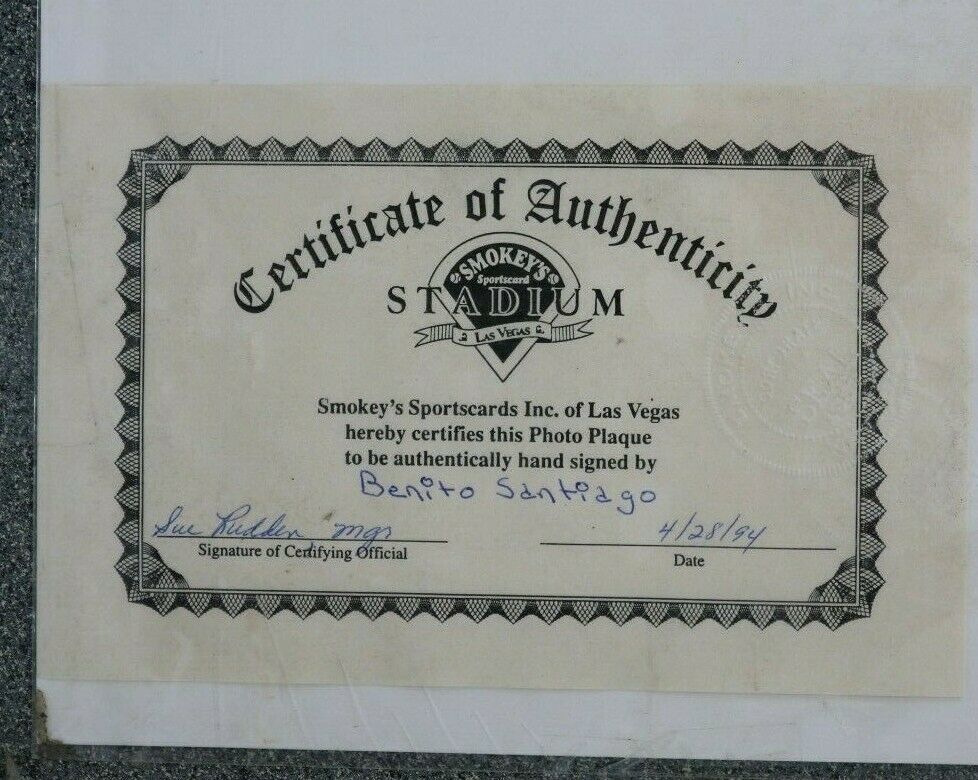 Certificate of Authenticity
SMOKEY'S
Sportscard
STADIUM
LAS VEGAS
Smokey's Sportscards Inc. of Las Vegas
hereby certifies this Photo Plaque
to be authentically hand signed by
Benito Santiago
Sue Ludden, mgr
4/28/94
Signature of Certifying Official
Date